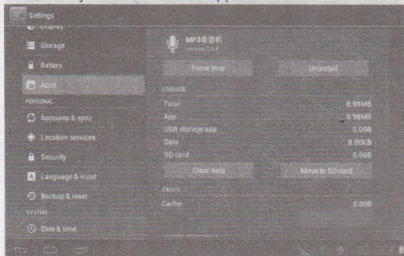 Settings
Display
Storage
Battery
Apps
PERSONAL
Accounts & sync
Location services
Security
Language & input
Backup & reset
SYSTEM
Date & time
MP3录音机
Force stop
Uninstall
STORAGE
Total 0.99MB
App 0.98MB
USB storage app 0.00B
Data 8.00KB
SD card 0.00B
Clear data
Move to SD card
CACHE
Cache 0.00B